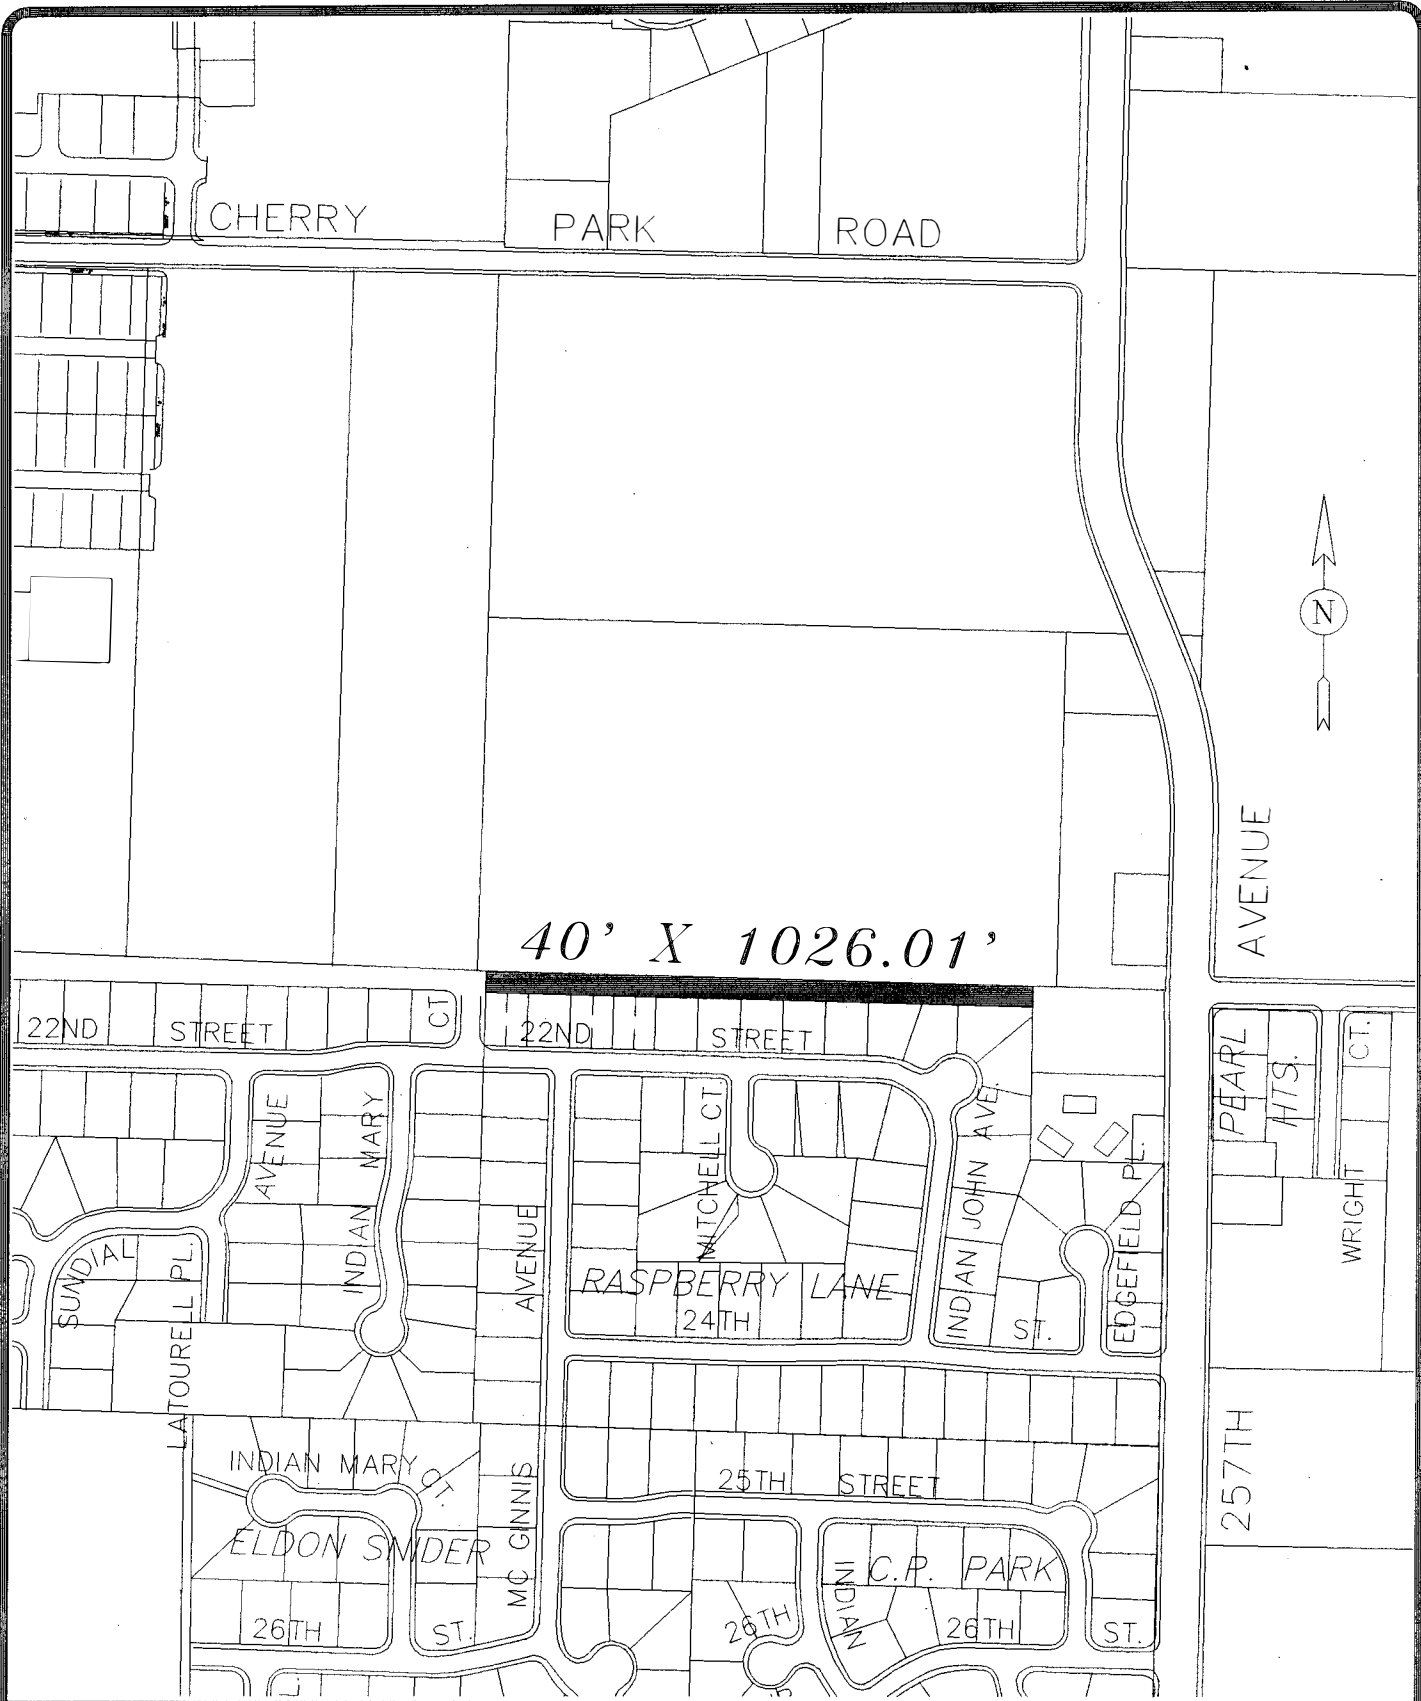 CHERRY PARK ROAD
N
AVENUE
40' X 1026.01'
22ND STREET CT 22ND STREET
PEARL HTS. CT.
AVENUE
INDIAN MARY
MITCHELL CT.
INDIAN JOHN AVE.
EDGEFIELD PL.
WRIGHT
SUNDIAL
LATOURELL PL.
AVENUE
RASPBERRY LANE
24TH ST.
INDIAN MARY CT.
MC GINNIS
25TH STREET
257TH
ELDON SNIDER
C.P. PARK
INDIAN
26TH ST. 26TH 26TH ST.